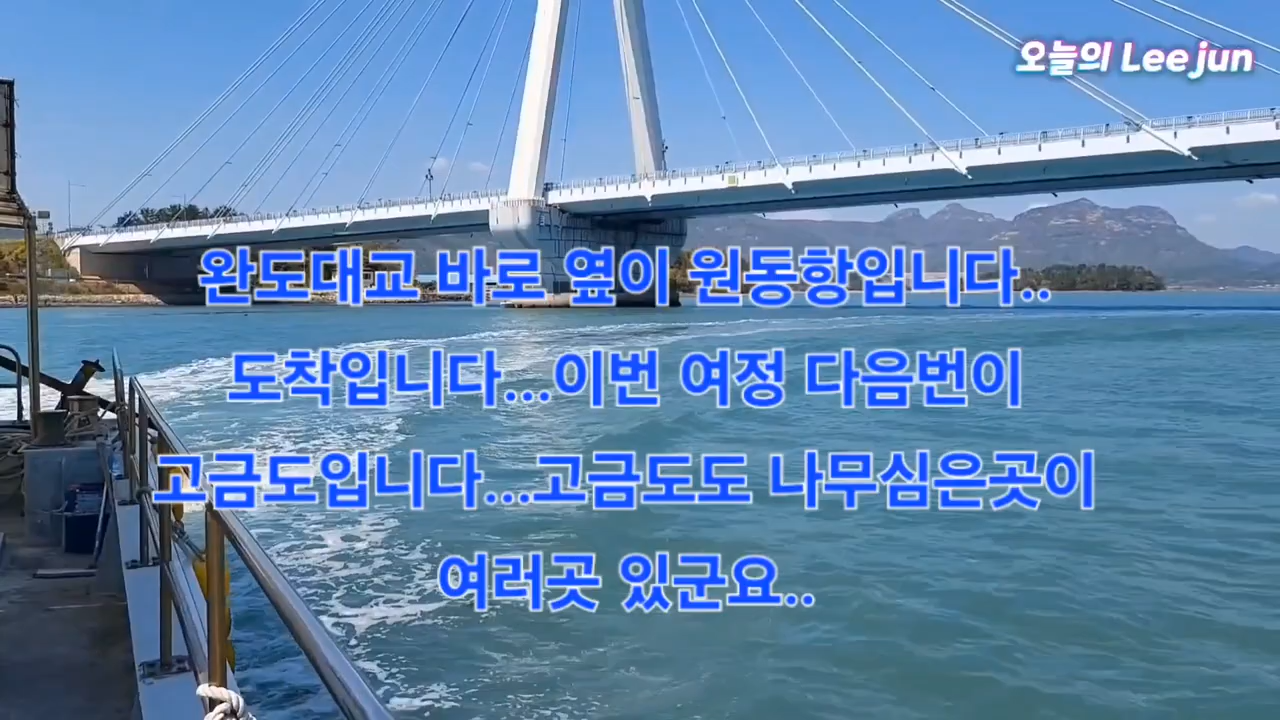 오늘의 Lee jun
완도대교 바로 옆이 원동항입니다..
도착입니다...이번 여정 다음번이
고금도입니다...고금도도 나무심은곳이
여러곳 있군요..